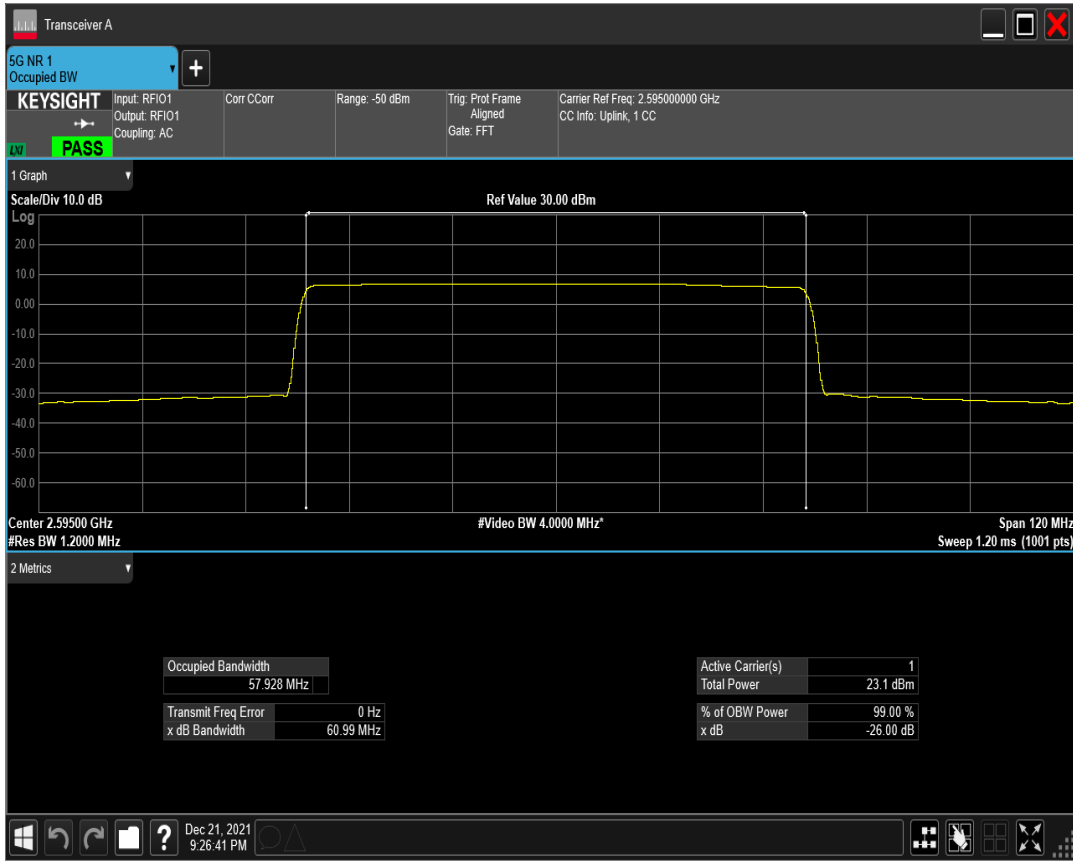 Transceiver A
5G NR 1
Occupied BW
KEYSIGHT
LXI
PASS
Input: RFIO1
Output: RFIO1
Coupling: AC
Corr CCorr
Range: -50 dBm
Trig: Prot Frame
Aligned
Gate: FFT
Carrier Ref Freq: 2.595000000 GHz
CC Info: Uplink, 1 CC
1 Graph
Scale/Div 10.0 dB
Ref Value 30.00 dBm
Log
20.0
10.0
0.00
-10.0
-20.0
-30.0
-40.0
-50.0
-60.0
Center 2.59500 GHz
#Video BW 4.0000 MHz*
Span 120 MHz
#Res BW 1.2000 MHz
Sweep 1.20 ms (1001 pts)
2 Metrics
Occupied Bandwidth
57.928 MHz
Transmit Freq Error 0 Hz
x dB Bandwidth 60.99 MHz
Active Carrier(s) 1
Total Power 23.1 dBm
% of OBW Power 99.00 %
x dB -26.00 dB
?
Dec 21, 2021
9:26:41 PM